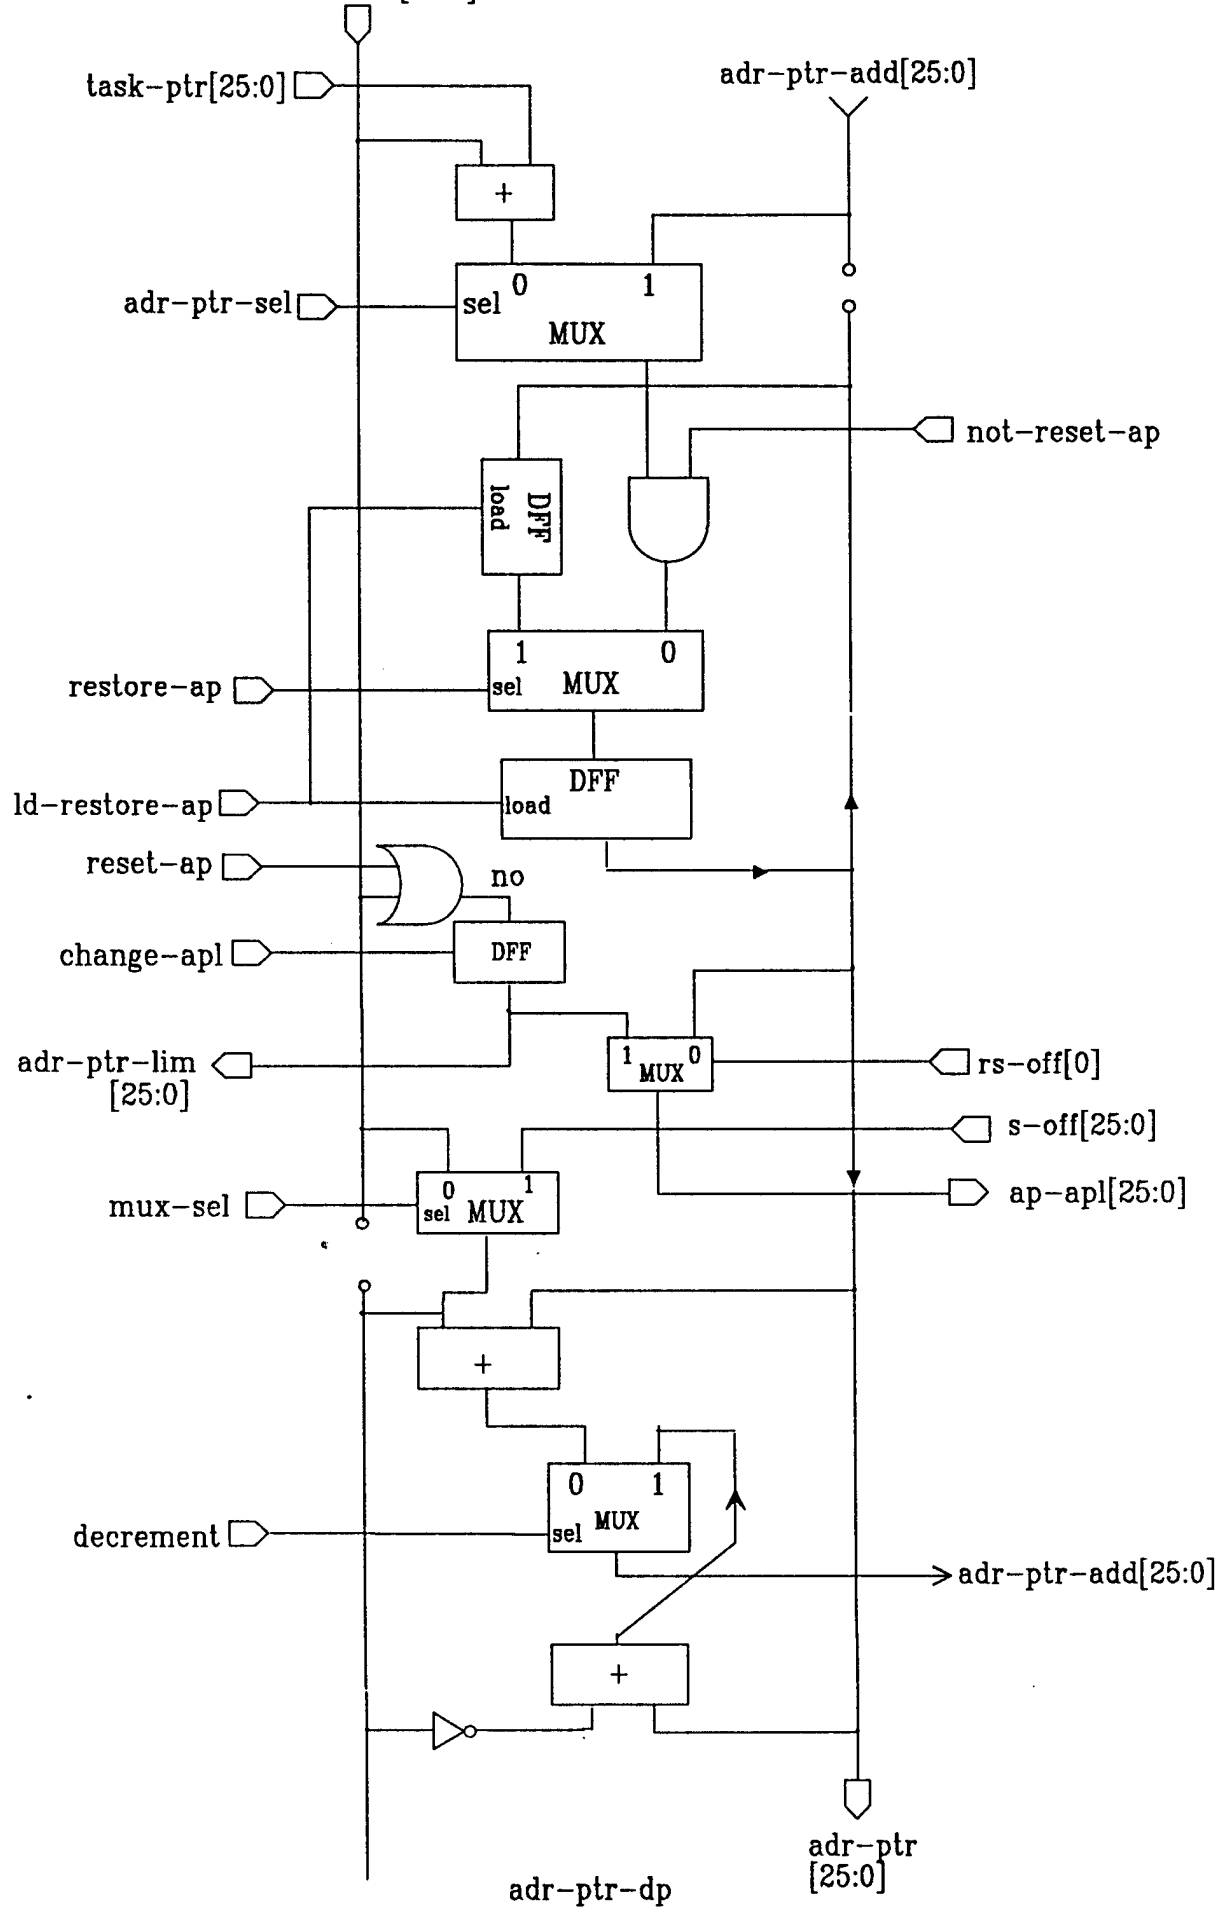 task-ptr[25:0]
adr-ptr-add[25:0]
+
0 1
adr-ptr-sel
sel
MUX
not-reset-ap
load
DFF
1 0
restore-ap
sel MUX
DFF
ld-restore-ap
load
reset-ap
no
change-apl
DFF
adr-ptr-lim
[25:0]
1 0
MUX
rs-off[0]
s-off[25:0]
0 1
mux-sel
sel MUX
ap-apl[25:0]
+
0 1
MUX
decrement
sel
adr-ptr-add[25:0]
+
adr-ptr
[25:0]
adr-ptr-dp